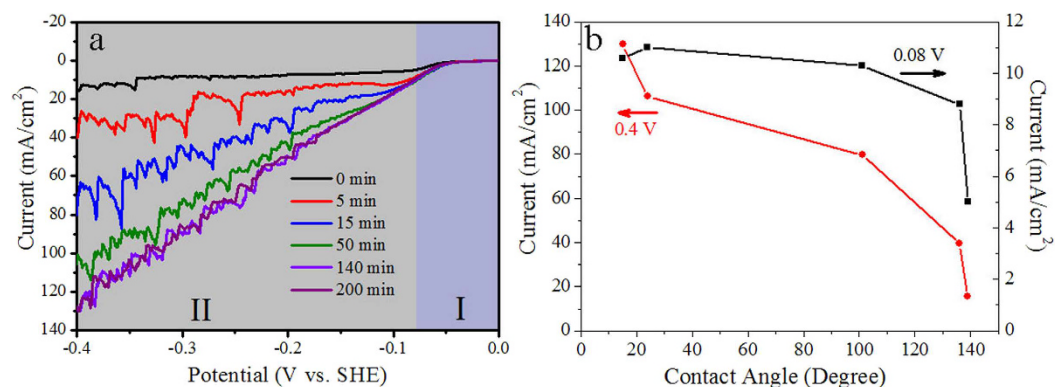 a
-20
0
20
40
60
80
100
120
140
Current (mA/cm²)
0 min
5 min
15 min
50 min
140 min
200 min
II
I
-0.4
-0.3
-0.2
-0.1
0.0
Potential (V vs. SHE)
b
140
120
100
80
60
40
20
0
Current (mA/cm²)
0.08 V
0.4 V
12
10
8
6
4
2
0
Current (mA/cm²)
0
20
40
60
80
100
120
140
Contact Angle (Degree)